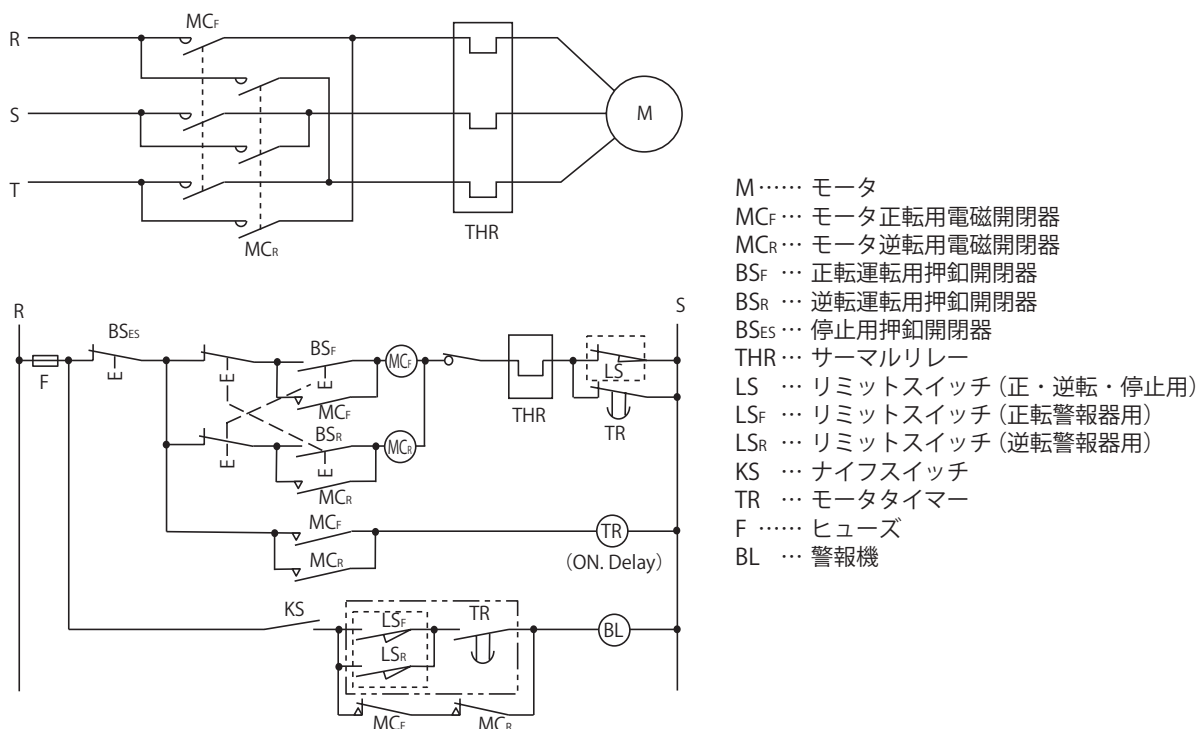 MCF
R
S
M
T
THR
MCR
R
S
BSES
BSF
MCF
F
LS
MCF
THR
TR
BSR
MCR
MCR
MCF
TR
MCR
(ON. Delay)
KS
LSF
TR
BL
LSR
MCF
MCR
M…… モータ
MCF… モータ正転用電磁開閉器
MCR… モータ逆転用電磁開閉器
BSF … 正転運転用押釦開閉器
BSR … 逆転運転用押釦開閉器
BSES … 停止用押釦開閉器
THR… サーマルリレー
LS … リミットスイッチ（正・逆転・停止用）
LSF … リミットスイッチ（正転警報器用）
LSR … リミットスイッチ（逆転警報器用）
KS … ナイフスイッチ
TR … モータタイマー
F …… ヒューズ
BL … 警報機